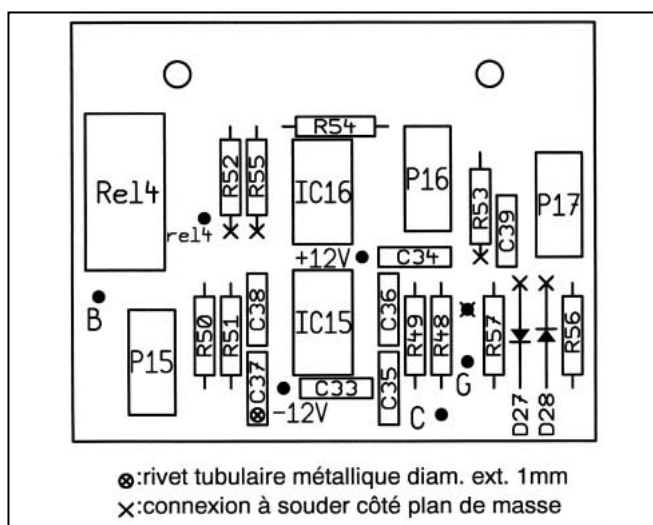 R54
Rel4
R52
R55
IC16
P16
R53
C39
P17
rel4
+12V
C34
B
P15
R50
R51
C38
IC15
C36
R49
R48
R57
R56
G
C37
-12V
C33
C35
C
D27
D28
:rivet tubulaire métallique diam. ext. 1mm
:connexion à souder côté plan de masse